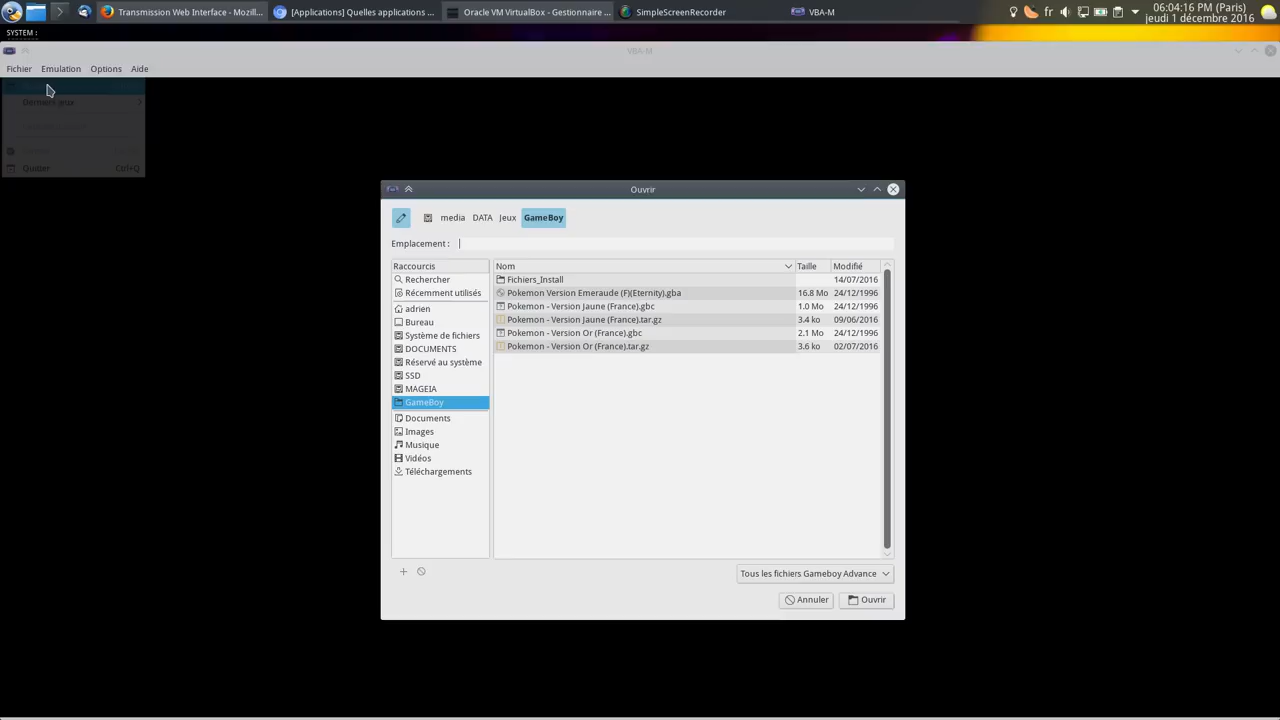 Transmission Web Interface - Mozill...
[Applications] Quelles applications ...
Oracle VM VirtualBox - Gestionnaire ...
SimpleScreenRecorder
VBA-M
fr
06:04:16 PM (Paris)
jeudi 1 décembre 2016
SYSTEM :
VBA-M
Fichier Emulation Options Aide
Derniers jeux
Quitter Ctrl+Q
Ouvrir
media DATA Jeux GameBoy
Emplacement :
Raccourcis
Rechercher
Récemment utilisés
adrien
Bureau
Système de fichiers
DOCUMENTS
Réservé au système
SSD
MAGEIA
GameBoy
Documents
Images
Musique
Vidéos
Téléchargements
Nom Taille Modifié
Fichiers_Install 14/07/2016
Pokemon Version Emeraude (F)(Eternity).gba 16.8 Mo 24/12/1996
Pokemon - Version Jaune (France).gbc 1.0 Mo 24/12/1996
Pokemon - Version Jaune (France).tar.gz 3.4 ko 09/06/2016
Pokemon - Version Or (France).gbc 2.1 Mo 24/12/1996
Pokemon - Version Or (France).tar.gz 3.6 ko 02/07/2016
Tous les fichiers Gameboy Advance
Annuler Ouvrir